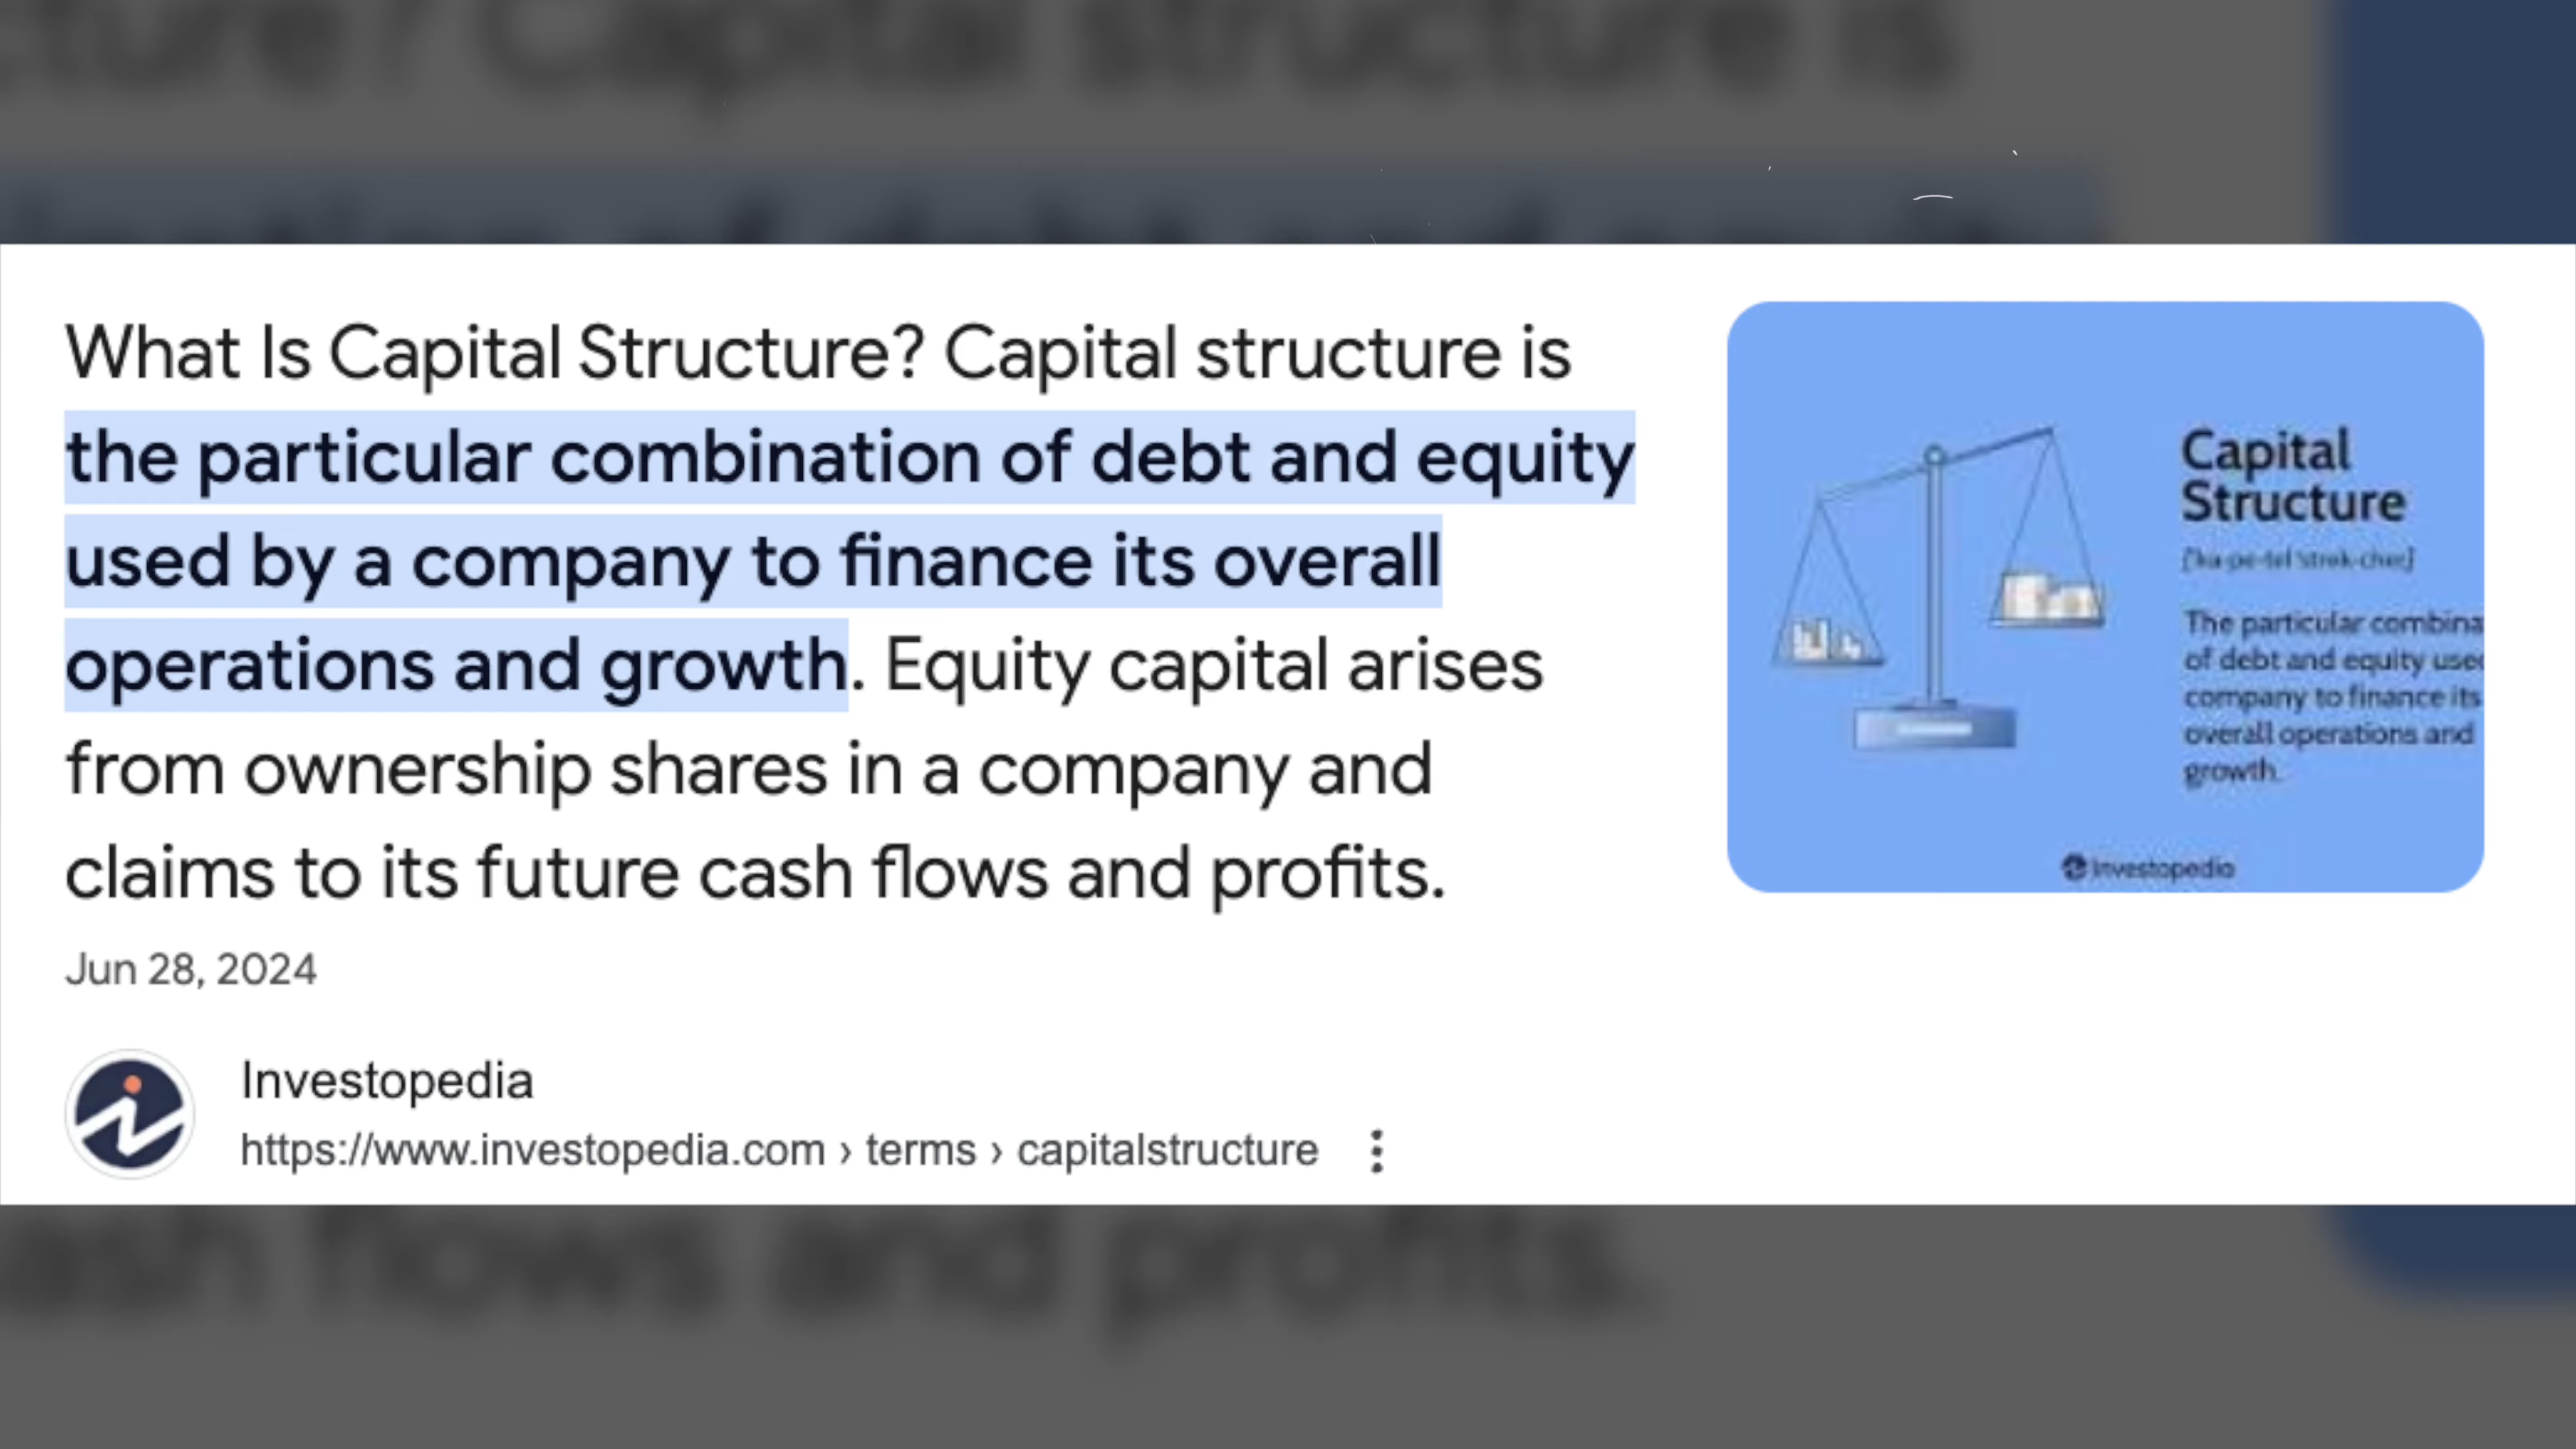 What Is Capital Structure? Capital structure is
the particular combination of debt and equity
used by a company to finance its overall
operations and growth. Equity capital arises
from ownership shares in a company and
claims to its future cash flows and profits.
Jun 28, 2024
Investopedia
https://www.investopedia.com › terms › capitalstructure
Capital
Structure
The particular combina
of debt and equity used
company to finance its
overall operations and
growth.
Investopedia